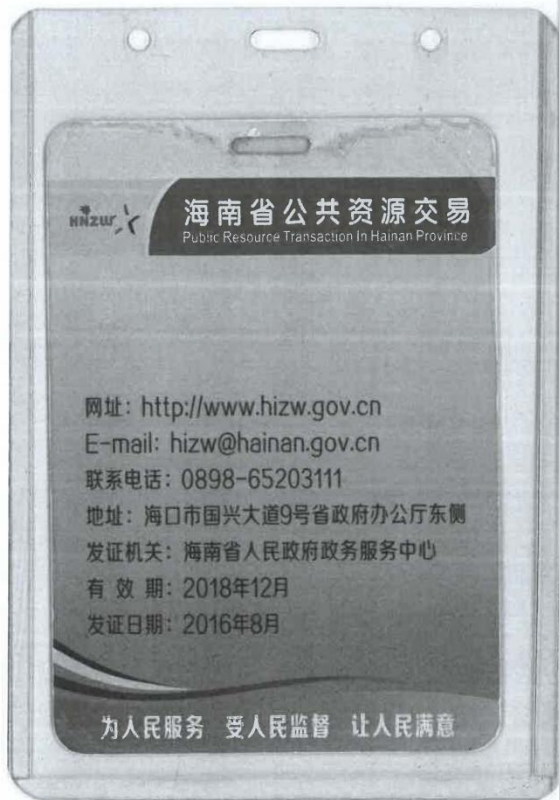 HNZW
海南省公共资源交易
Public Resource Transaction In Hainan Province
网址：http://www.hizw.gov.cn
E-mail：hizw@hainan.gov.cn
联系电话：0898-65203111
地址：海口市国兴大道9号省政府办公厅东侧
发证机关：海南省人民政府政务服务中心
有 效 期：2018年12月
发证日期：2016年8月
为人民服务 受人民监督 让人民满意